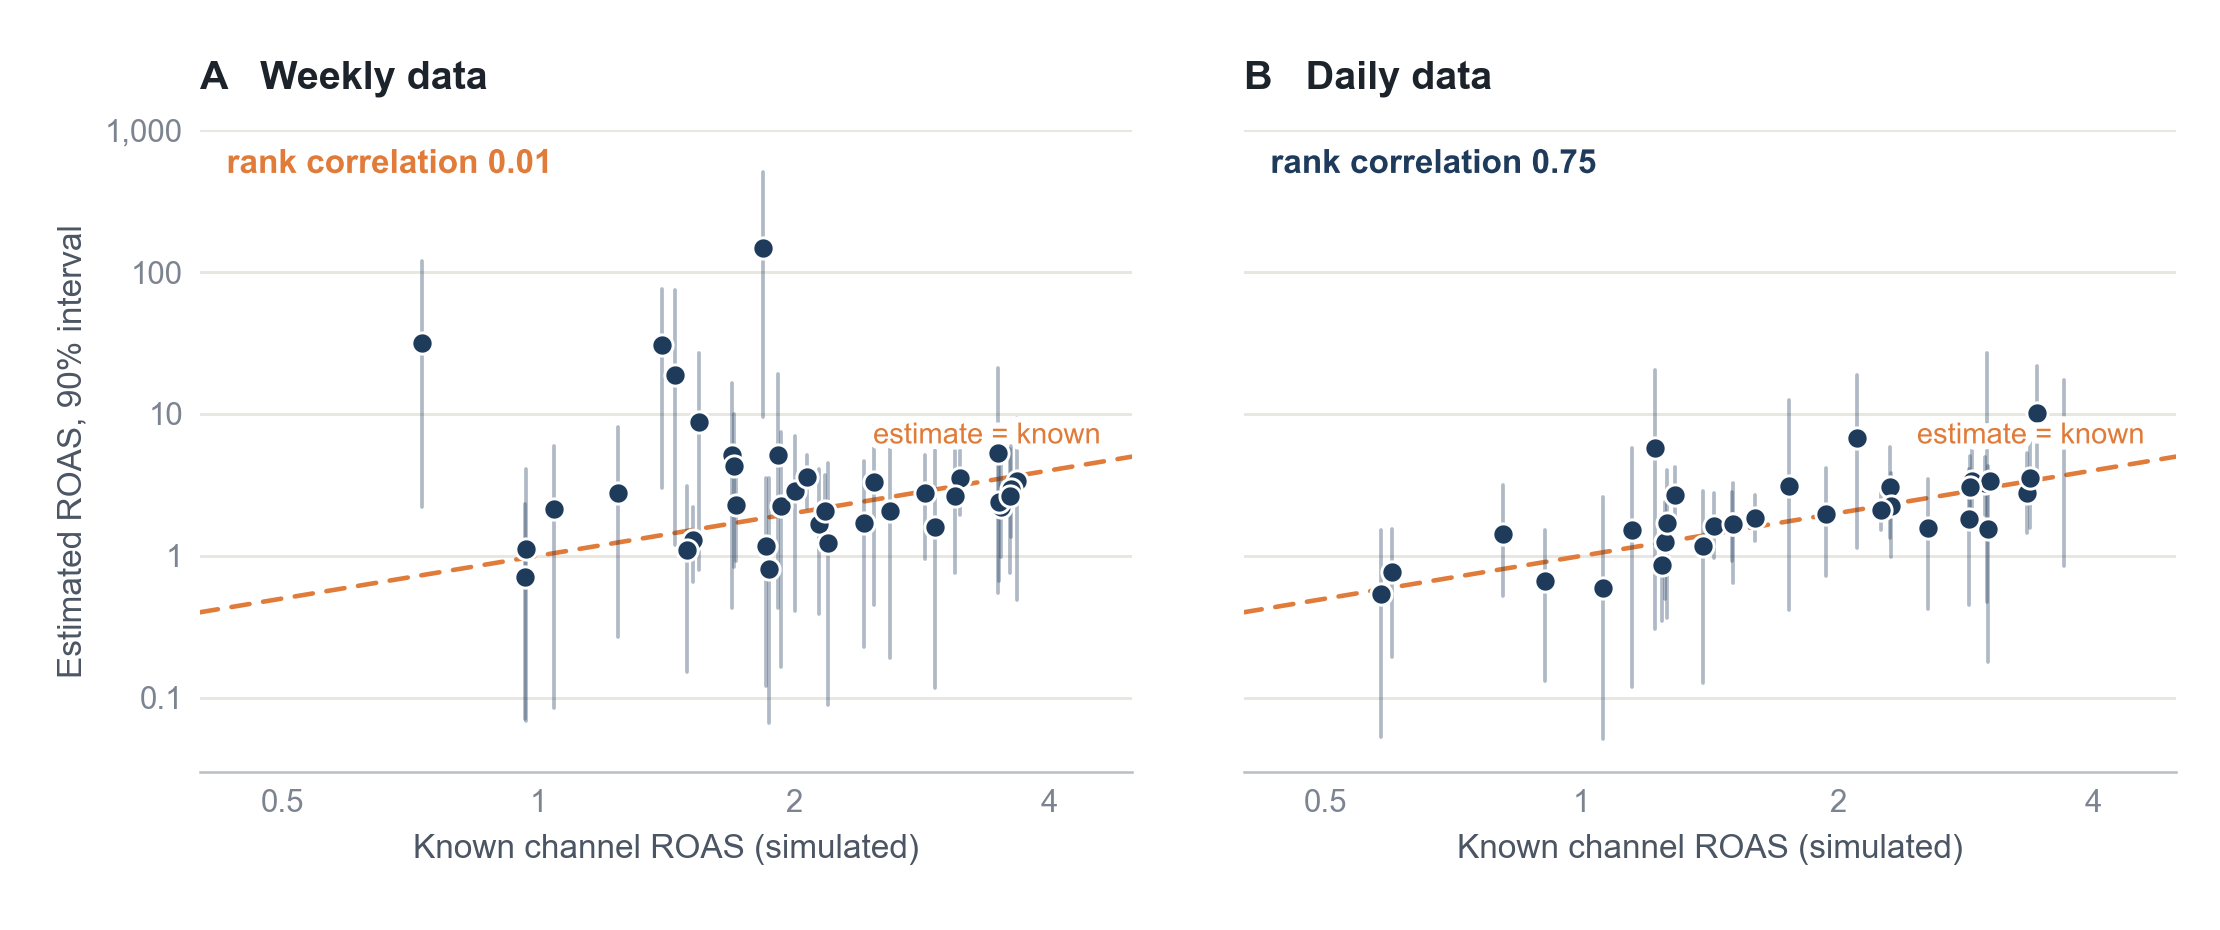 A Weekly data
rank correlation 0.01
estimate = known
1,000
100
10
1
0.1
Estimated ROAS, 90% interval
0.5 1 2 4
Known channel ROAS (simulated)
B Daily data
rank correlation 0.75
estimate = known
0.5 1 2 4
Known channel ROAS (simulated)